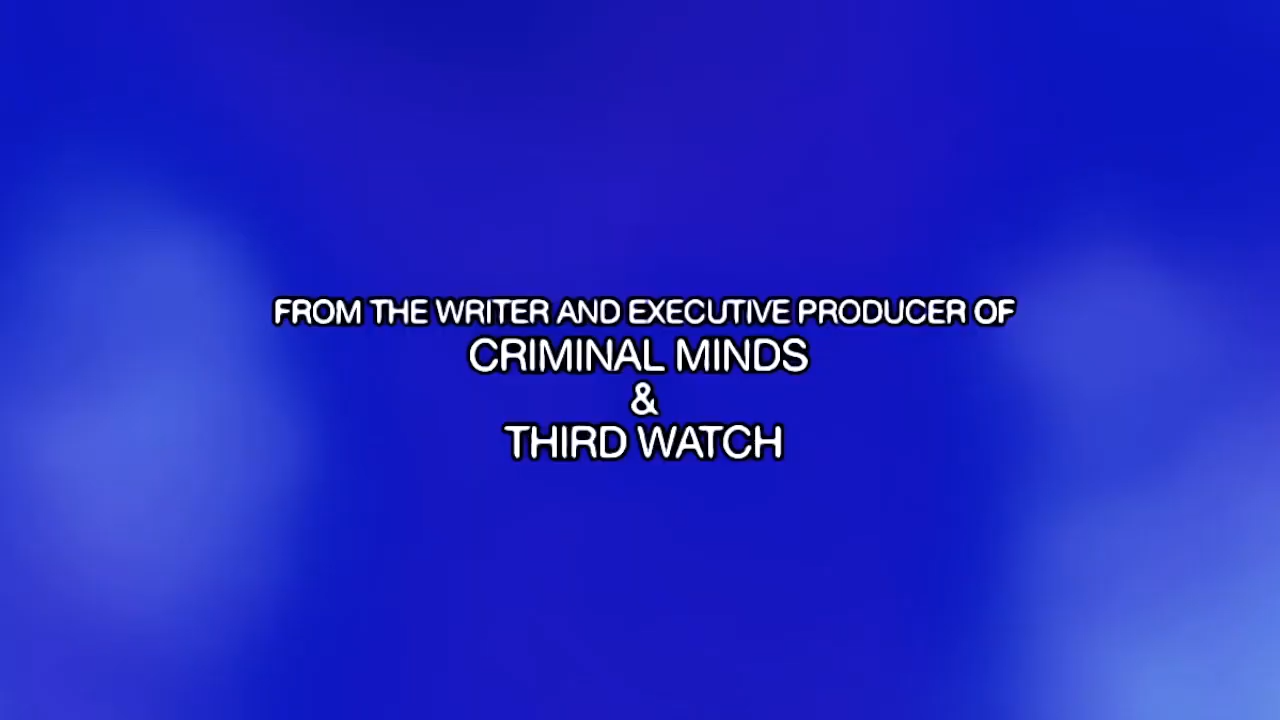 FROM THE WRITER AND EXECUTIVE PRODUCER OF
CRIMINAL MINDS
&
THIRD WATCH